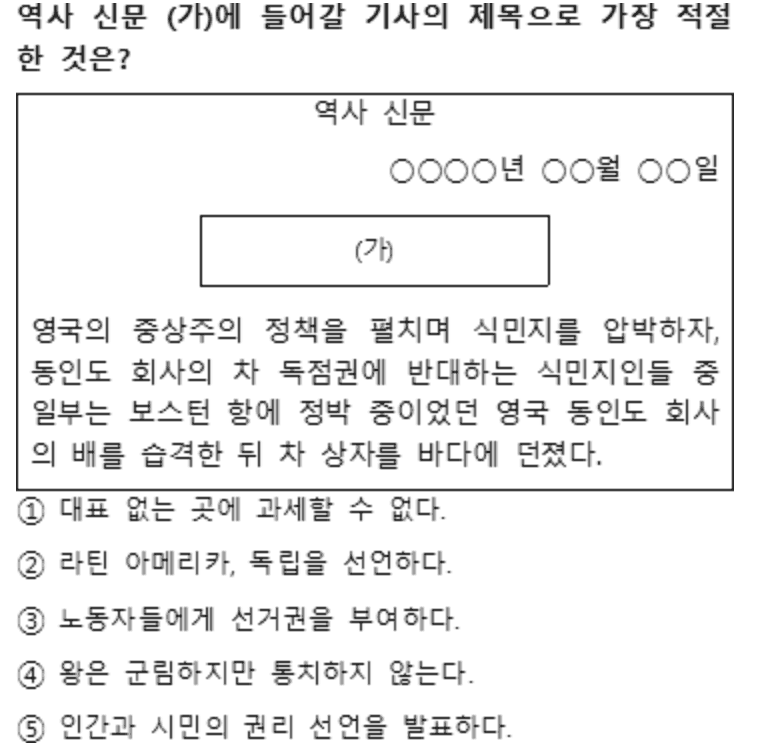 역사 신문 (가)에 들어갈 기사의 제목으로 가장 적절
한 것은?
역사 신문
○○○○년 ○○월 ○○일
(가)
영국의 중상주의 정책을 펼치며 식민지를 압박하자,
동인도 회사의 차 독점권에 반대하는 식민지인들 중
일부는 보스턴 항에 정박 중이었던 영국 동인도 회사
의 배를 습격한 뒤 차 상자를 바다에 던졌다.
① 대표 없는 곳에 과세할 수 없다.
② 라틴 아메리카, 독립을 선언하다.
③ 노동자들에게 선거권을 부여하다.
④ 왕은 군림하지만 통치하지 않는다.
⑤ 인간과 시민의 권리 선언을 발표하다.